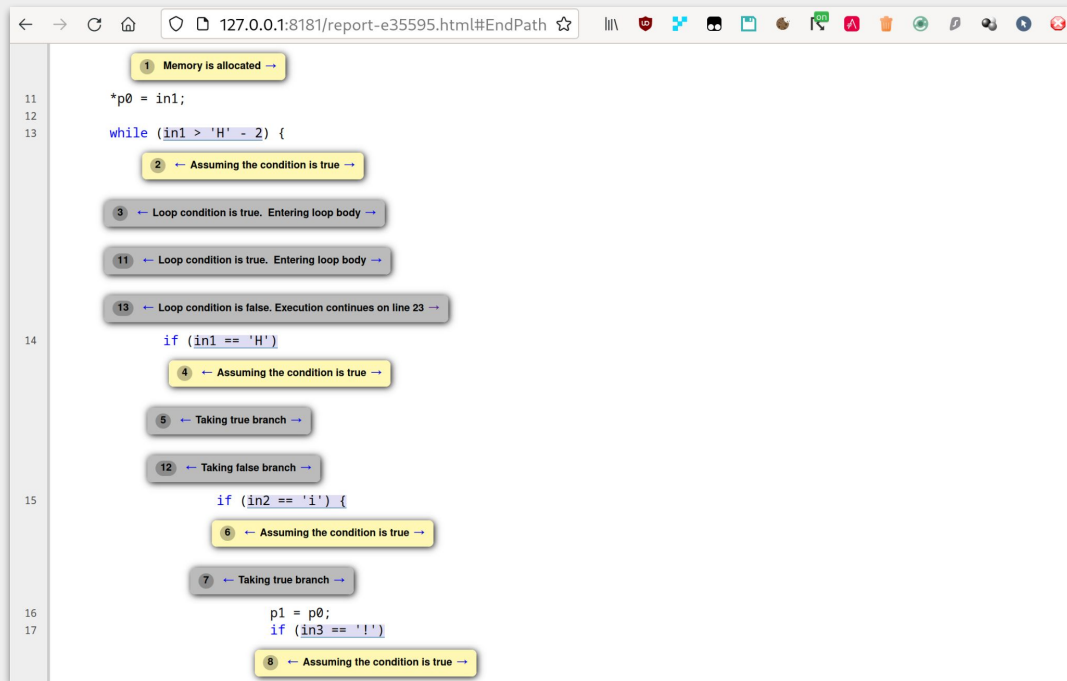 127.0.0.1:8181/report-e35595.html#EndPath
on
1 Memory is allocated →
11 *p0 = in1;
12
13 while (in1 > 'H' - 2) {
2 ← Assuming the condition is true →
3 ← Loop condition is true. Entering loop body →
11 ← Loop condition is true. Entering loop body →
13 ← Loop condition is false. Execution continues on line 23 →
14 if (in1 == 'H')
4 ← Assuming the condition is true →
5 ← Taking true branch →
12 ← Taking false branch →
15 if (in2 == 'i') {
6 ← Assuming the condition is true →
7 ← Taking true branch →
16 p1 = p0;
17 if (in3 == '!')
8 ← Assuming the condition is true →